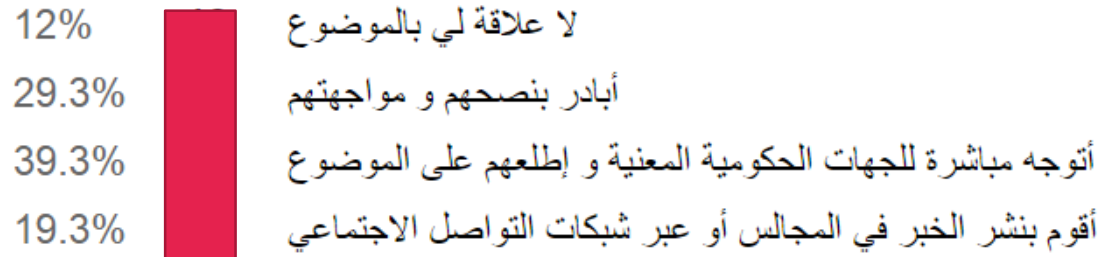 لا علاقة لي بالموضوع 12%
أبادر بنصحهم و مواجهتهم 29.3%
أتوجه مباشرة للجهات الحكومية المعنية و إطلعهم على الموضوع 39.3%
أقوم بنشر الخبر في المجالس أو عبر شبكات التواصل الاجتماعي 19.3%